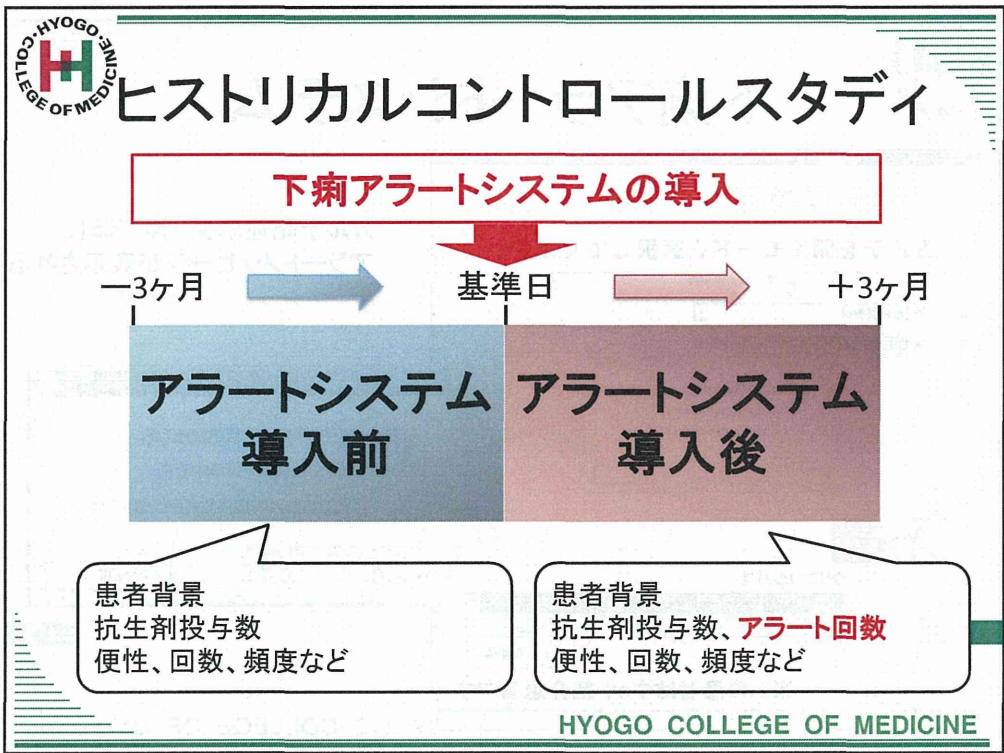 HYOGO
COLLEGE OF MEDICINE
ヒストリカルコントロールスタディ
下痢アラートシステムの導入
ー3ヶ月
基準日
＋3ヶ月
アラートシステム
導入前
アラートシステム
導入後
患者背景
抗生剤投与数
便性、回数、頻度など
患者背景
抗生剤投与数、アラート回数
便性、回数、頻度など
HYOGO COLLEGE OF MEDICINE